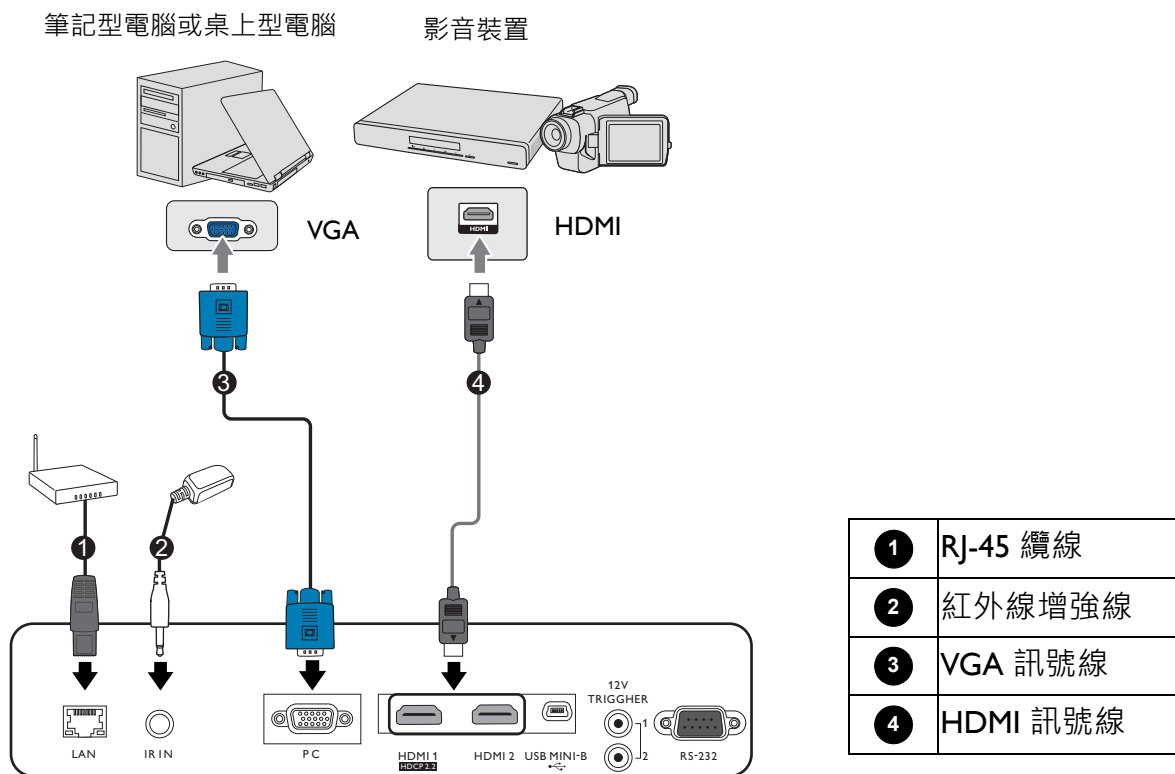 筆記型電腦或桌上型電腦
影音裝置
VGA
HDMI
HDMI
3
4
1
2
LAN
IR IN
PC
HDMI 1
HDCP 2.2
HDMI 2
USB MINI-B
12V
TRIGGHER
1
2
RS-232
1 RJ-45 纜線
2 紅外線增強線
3 VGA 訊號線
4 HDMI 訊號線